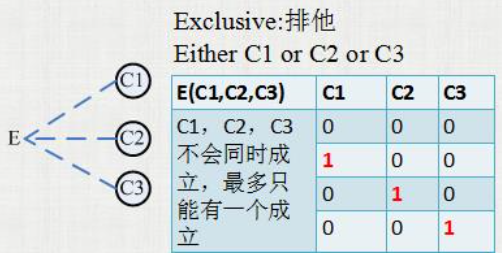 Exclusive:排他
Either C1 or C2 or C3
E
C1
C2
C3
E(C1,C2,C3) C1 C2 C3
C1，C2，C3
不会同时成
立，最多只
能有一个成
立
0 0 0
1 0 0
0 1 0
0 0 1